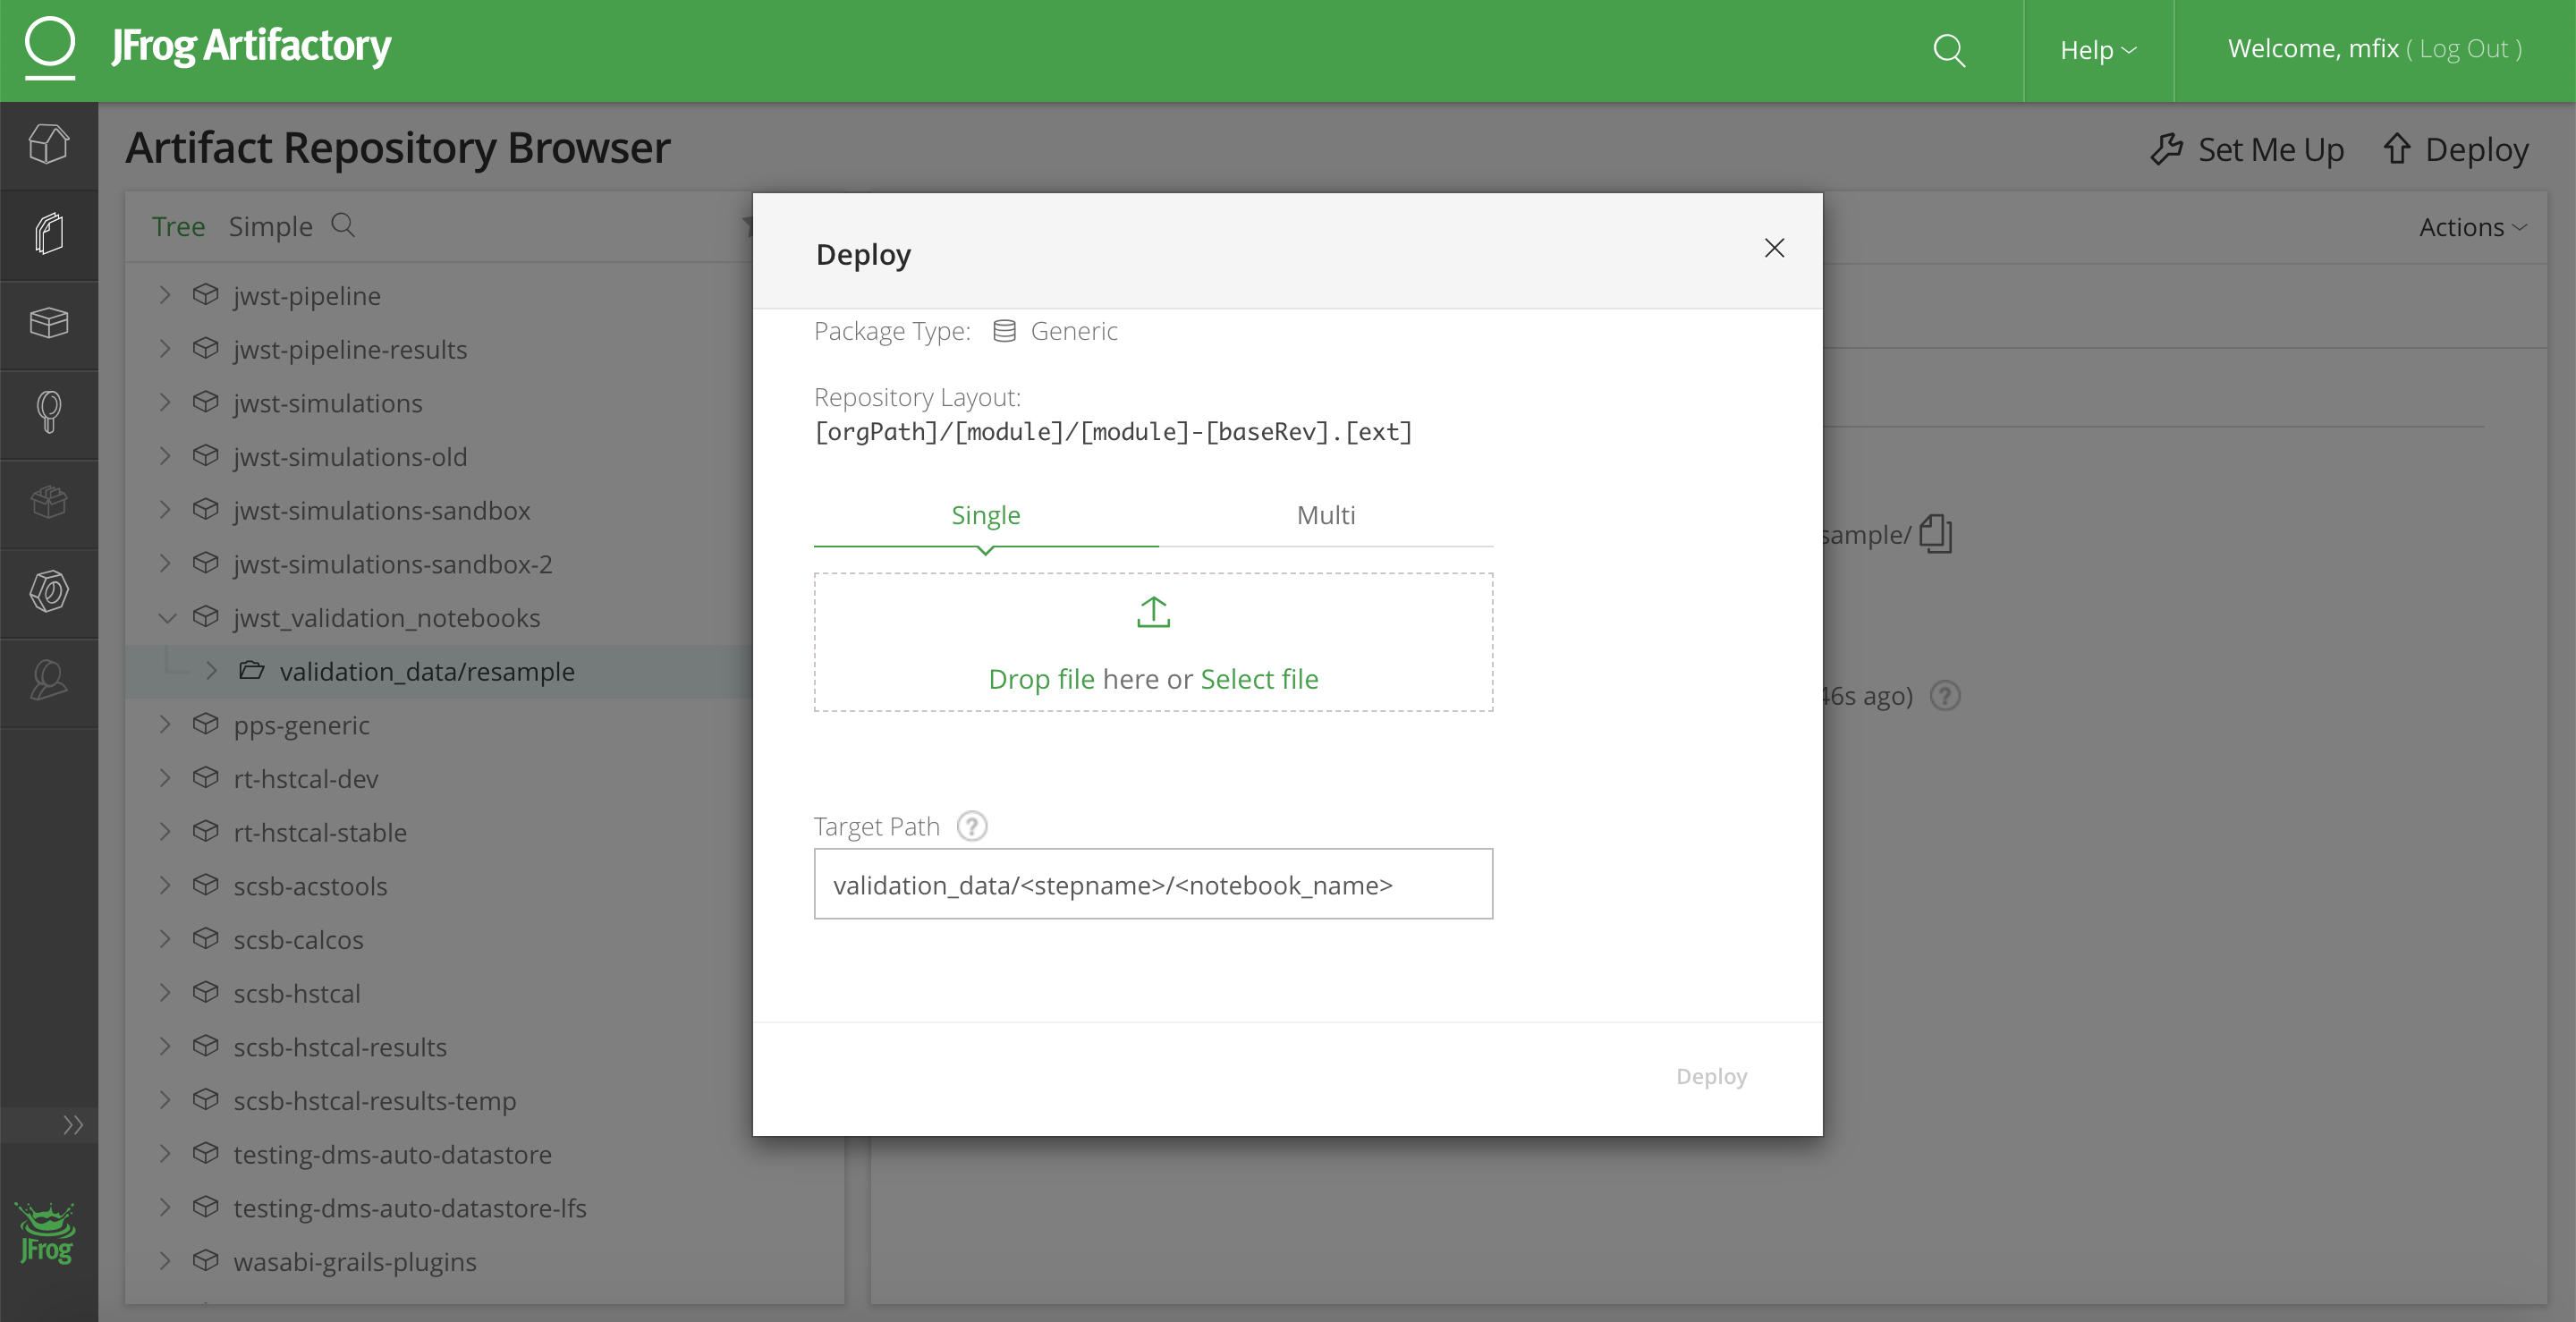 JFrog Artifactory
Help
Welcome, mfix ( Log Out )
Artifact Repository Browser
Set Me Up
Deploy
Tree
Simple
Actions
jwst-pipeline
jwst-pipeline-results
jwst-simulations
jwst-simulations-old
jwst-simulations-sandbox
jwst-simulations-sandbox-2
jwst_validation_notebooks
validation_data/resample
pps-generic
rt-hstcal-dev
rt-hstcal-stable
scsb-acstools
scsb-calcos
scsb-hstcal
scsb-hstcal-results
scsb-hstcal-results-temp
testing-dms-auto-datastore
testing-dms-auto-datastore-lfs
wasabi-grails-plugins
JFrog
Deploy
Package Type: Generic
Repository Layout:
[orgPath]/[module]/[module]-[baseRev].[ext]
Single
Multi
Drop file here or Select file
Target Path ?
validation_data/<stepname>/<notebook_name>
Deploy
sample/
46s ago) ?